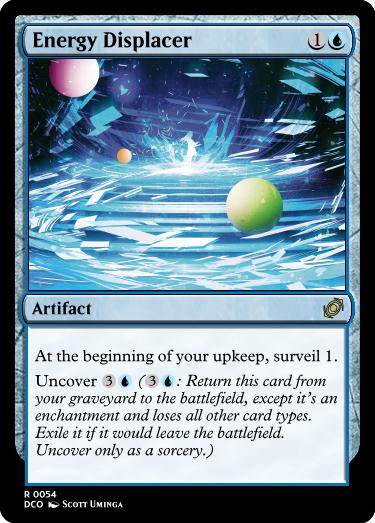 Energy Displacer 1
Artifact
At the beginning of your upkeep, surveil 1.
Uncover 3 (3 : Return this card from
your graveyard to the battlefield, except it's an
enchantment and loses all other card types.
Exile it if it would leave the battlefield.
Uncover only as a sorcery.)
R 0054
DCO Scott Uminga